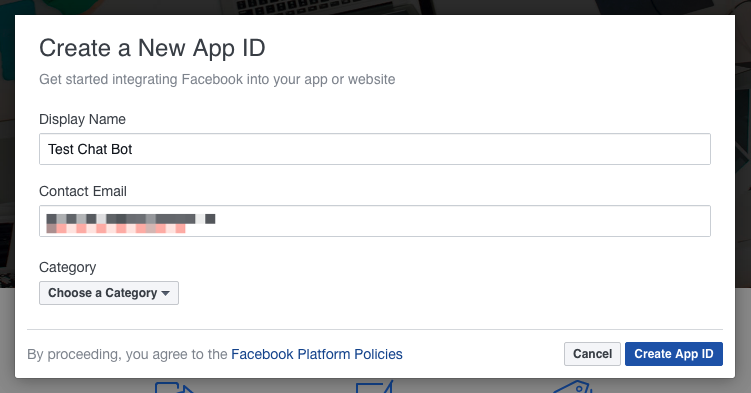 Create a New App ID
Get started integrating Facebook into your app or website
Display Name
Test Chat Bot
Contact Email
Category
Choose a Category
By proceeding, you agree to the Facebook Platform Policies
Cancel
Create App ID